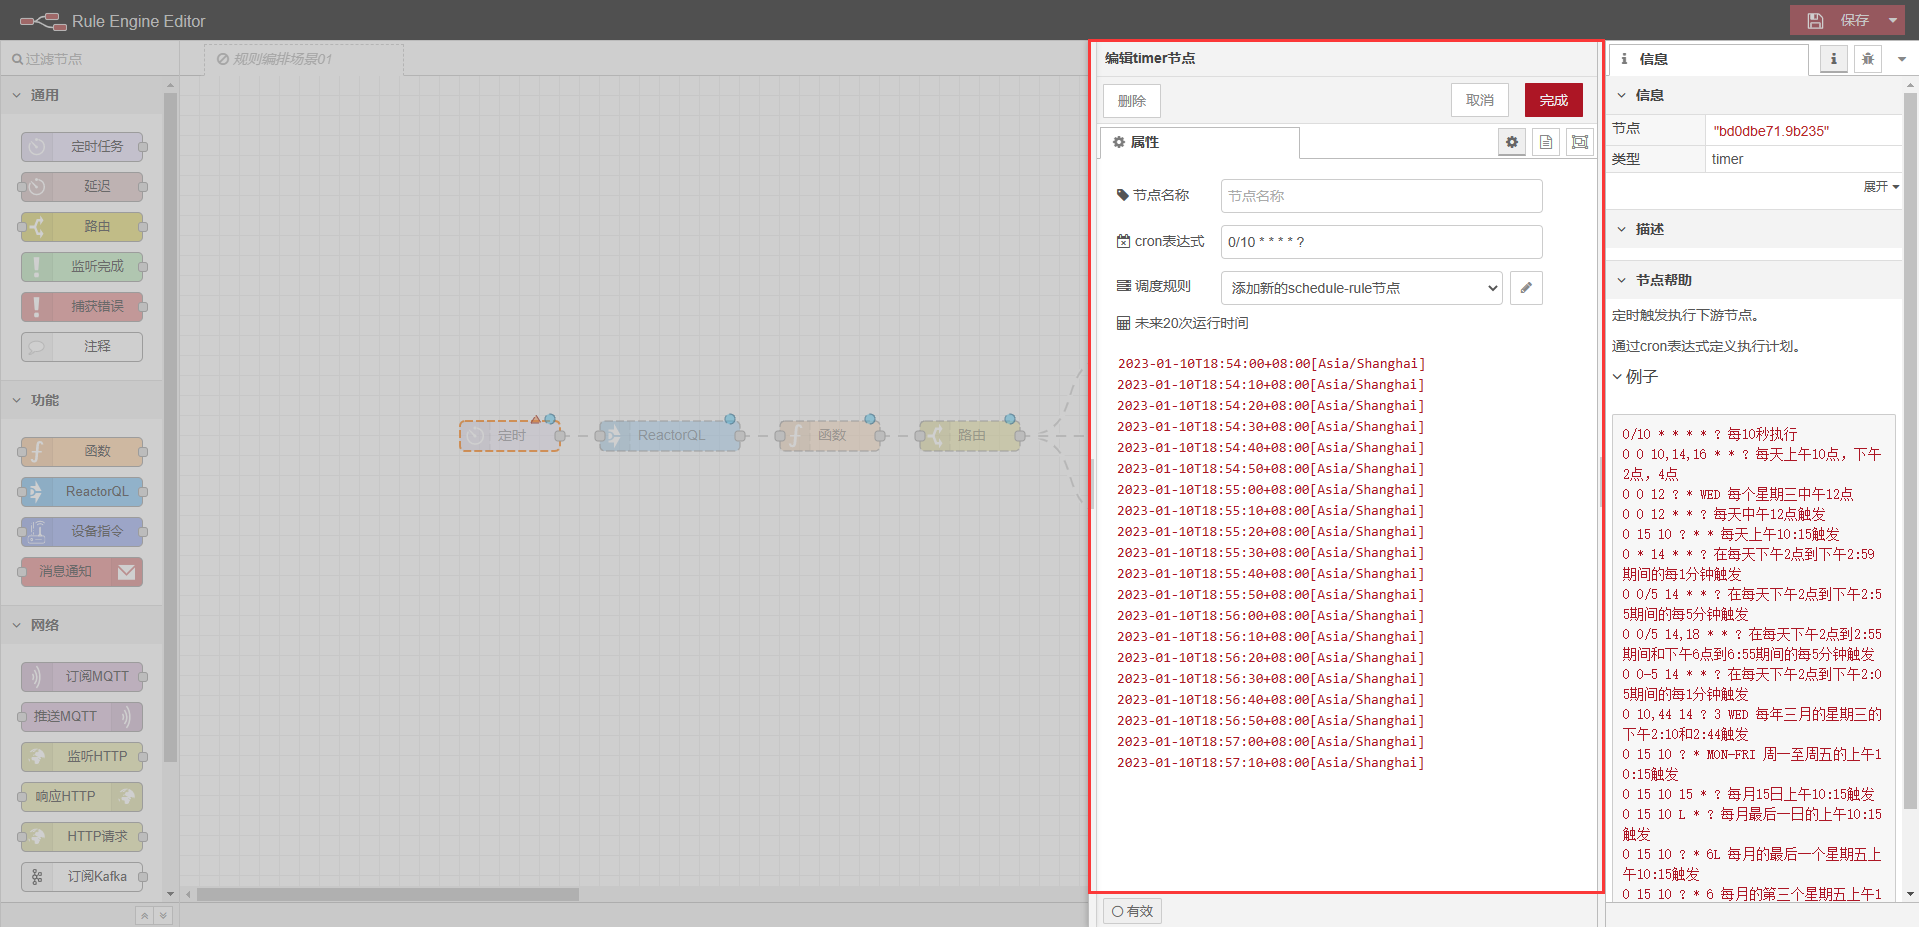 Rule Engine Editor
保存
过滤节点
通用
定时任务
延迟
路由
监听完成
捕获错误
注释
功能
函数
ReactorQL
设备指令
消息通知
网络
订阅MQTT
推送MQTT
监听HTTP
响应HTTP
HTTP请求
订阅Kafka
规则编排场景01
定时
ReactorQL
函数
路由
编辑timer节点
删除
取消
完成
属性
节点名称
节点名称
cron表达式
0/10 * * * * ?
调度规则
添加新的schedule-rule节点
未来20次运行时间
2023-01-10T18:54:00+08:00[Asia/Shanghai]
2023-01-10T18:54:10+08:00[Asia/Shanghai]
2023-01-10T18:54:20+08:00[Asia/Shanghai]
2023-01-10T18:54:30+08:00[Asia/Shanghai]
2023-01-10T18:54:40+08:00[Asia/Shanghai]
2023-01-10T18:54:50+08:00[Asia/Shanghai]
2023-01-10T18:55:00+08:00[Asia/Shanghai]
2023-01-10T18:55:10+08:00[Asia/Shanghai]
2023-01-10T18:55:20+08:00[Asia/Shanghai]
2023-01-10T18:55:30+08:00[Asia/Shanghai]
2023-01-10T18:55:40+08:00[Asia/Shanghai]
2023-01-10T18:55:50+08:00[Asia/Shanghai]
2023-01-10T18:56:00+08:00[Asia/Shanghai]
2023-01-10T18:56:10+08:00[Asia/Shanghai]
2023-01-10T18:56:20+08:00[Asia/Shanghai]
2023-01-10T18:56:30+08:00[Asia/Shanghai]
2023-01-10T18:56:40+08:00[Asia/Shanghai]
2023-01-10T18:56:50+08:00[Asia/Shanghai]
2023-01-10T18:57:00+08:00[Asia/Shanghai]
2023-01-10T18:57:10+08:00[Asia/Shanghai]
有效
信息
信息
节点
"bd0dbe71.9b235"
类型
timer
展开
描述
节点帮助
定时触发执行下游节点。
通过cron表达式定义执行计划。
例子
0/10 * * * * ? 每10秒执行
0 0 10,14,16 * * ? 每天上午10点，下午
2点，4点
0 0 12 ? * WED 每个星期三中午12点
0 0 12 * * ? 每天中午12点触发
0 15 10 ? * * 每天上午10:15触发
0 * 14 * * ? 在每天下午2点到下午2:59
期间的每1分钟触发
0 0/5 14 * * ? 在每天下午2点到下午2:5
5期间的每5分钟触发
0 0/5 14,18 * * ? 在每天下午2点到2:55
期间和下午6点到6:55期间的每5分钟触发
0 0-5 14 * * ? 在每天下午2点到下午2:0
5期间的每1分钟触发
0 10,44 14 ? 3 WED 每年三月的星期三的
下午2:10和2:44触发
0 15 10 ? * MON-FRI 周一至周五的上午1
0:15触发
0 15 10 15 * ? 每月15日上午10:15触发
0 15 10 L * ? 每月最后一日的上午10:15
触发
0 15 10 ? * 6L 每月的最后一个星期五上
午10:15触发
0 15 10 ? * 6 每月的第三个星期五上午1